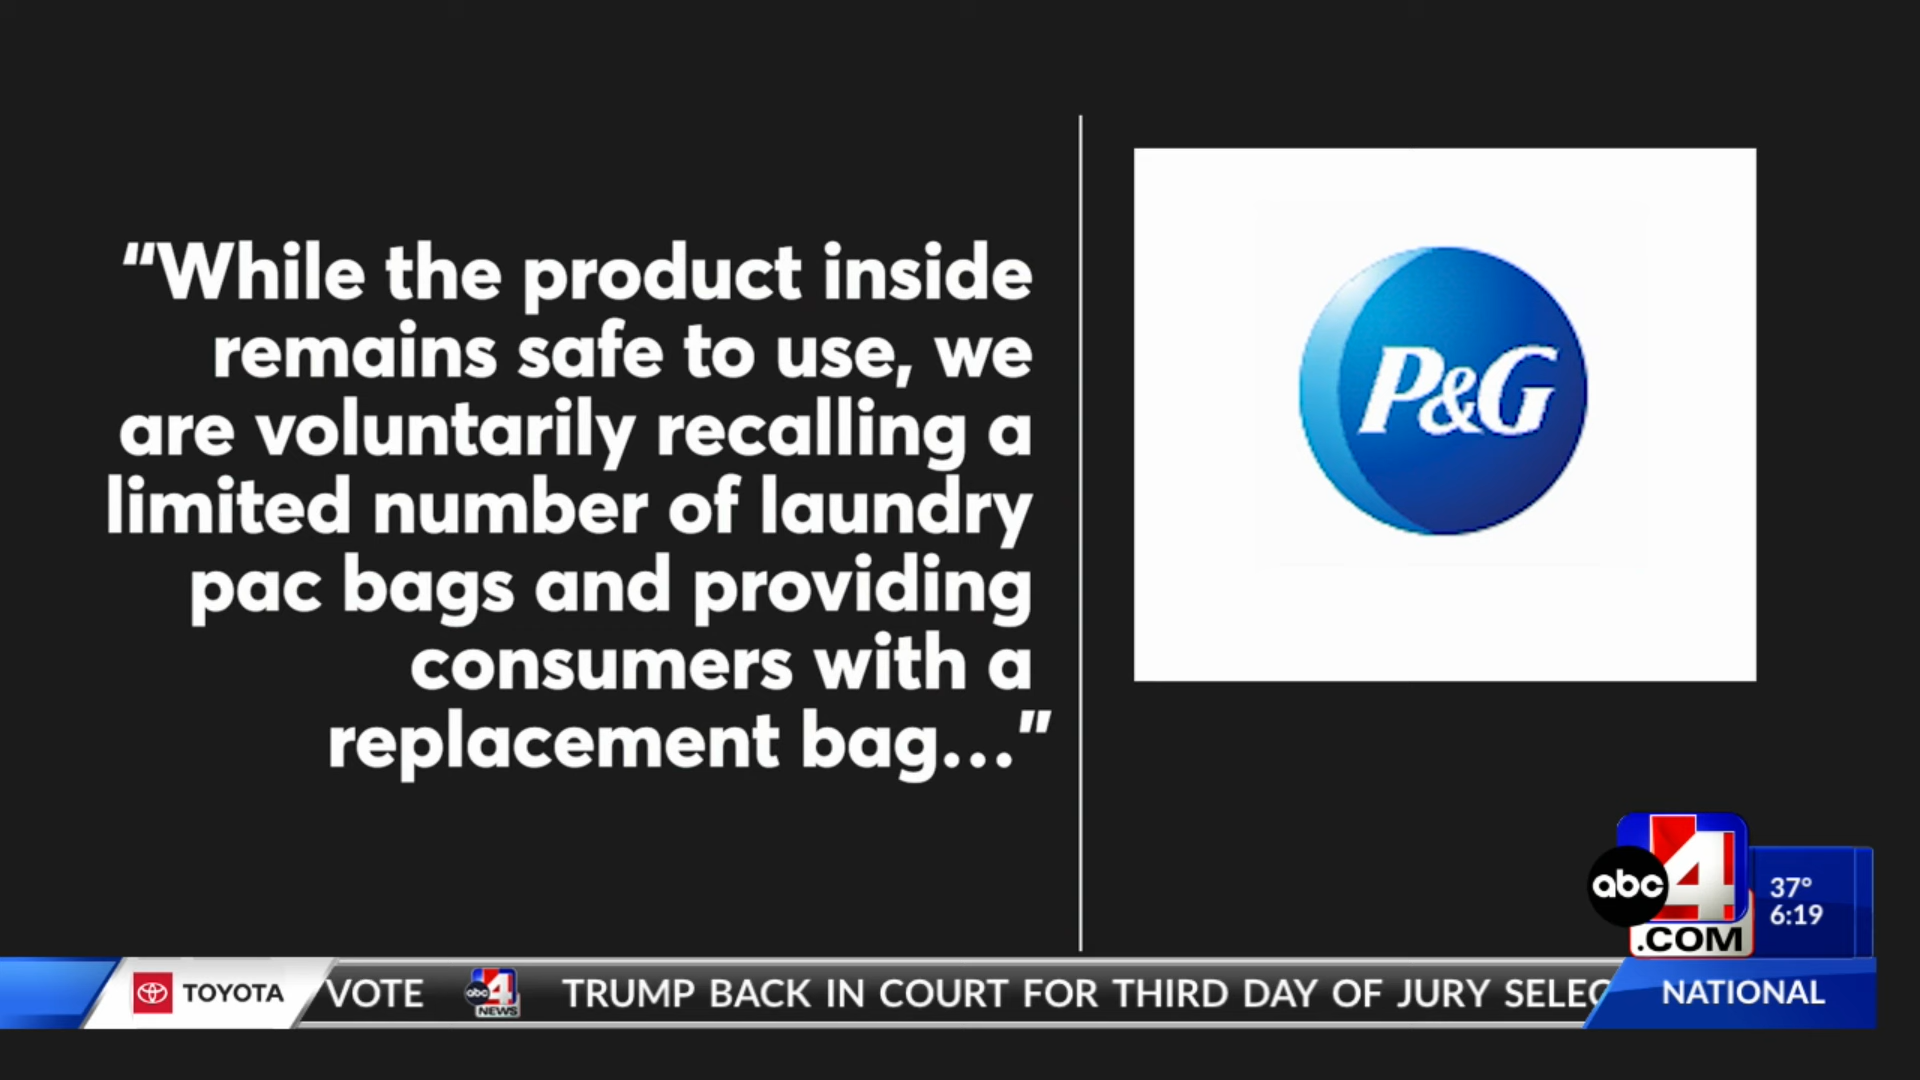 “While the product inside
remains safe to use, we
are voluntarily recalling a
limited number of laundry
pac bags and providing
consumers with a
replacement bag...”
P&G
abc
4
.COM
37°
6:19
TOYOTA
VOTE
abc
4
NEWS
TRUMP BACK IN COURT FOR THIRD DAY OF JURY SELEC
NATIONAL